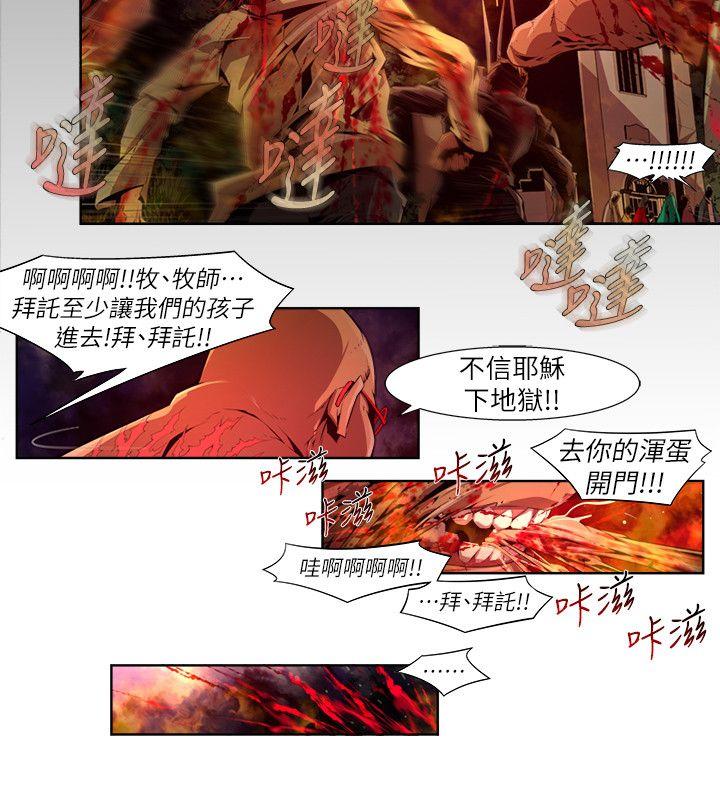 噠
噠
噠
…!!!!!!
噠
噠
啊啊啊啊!!牧、牧師…
拜託至少讓我們的孩子
進去!拜、拜託!!
不信耶穌
下地獄!!
去你的渾蛋
開門!!!
咔滋
咔滋
咔滋
哇啊啊啊啊!!
…拜、拜託!!
咔滋
咔滋
……